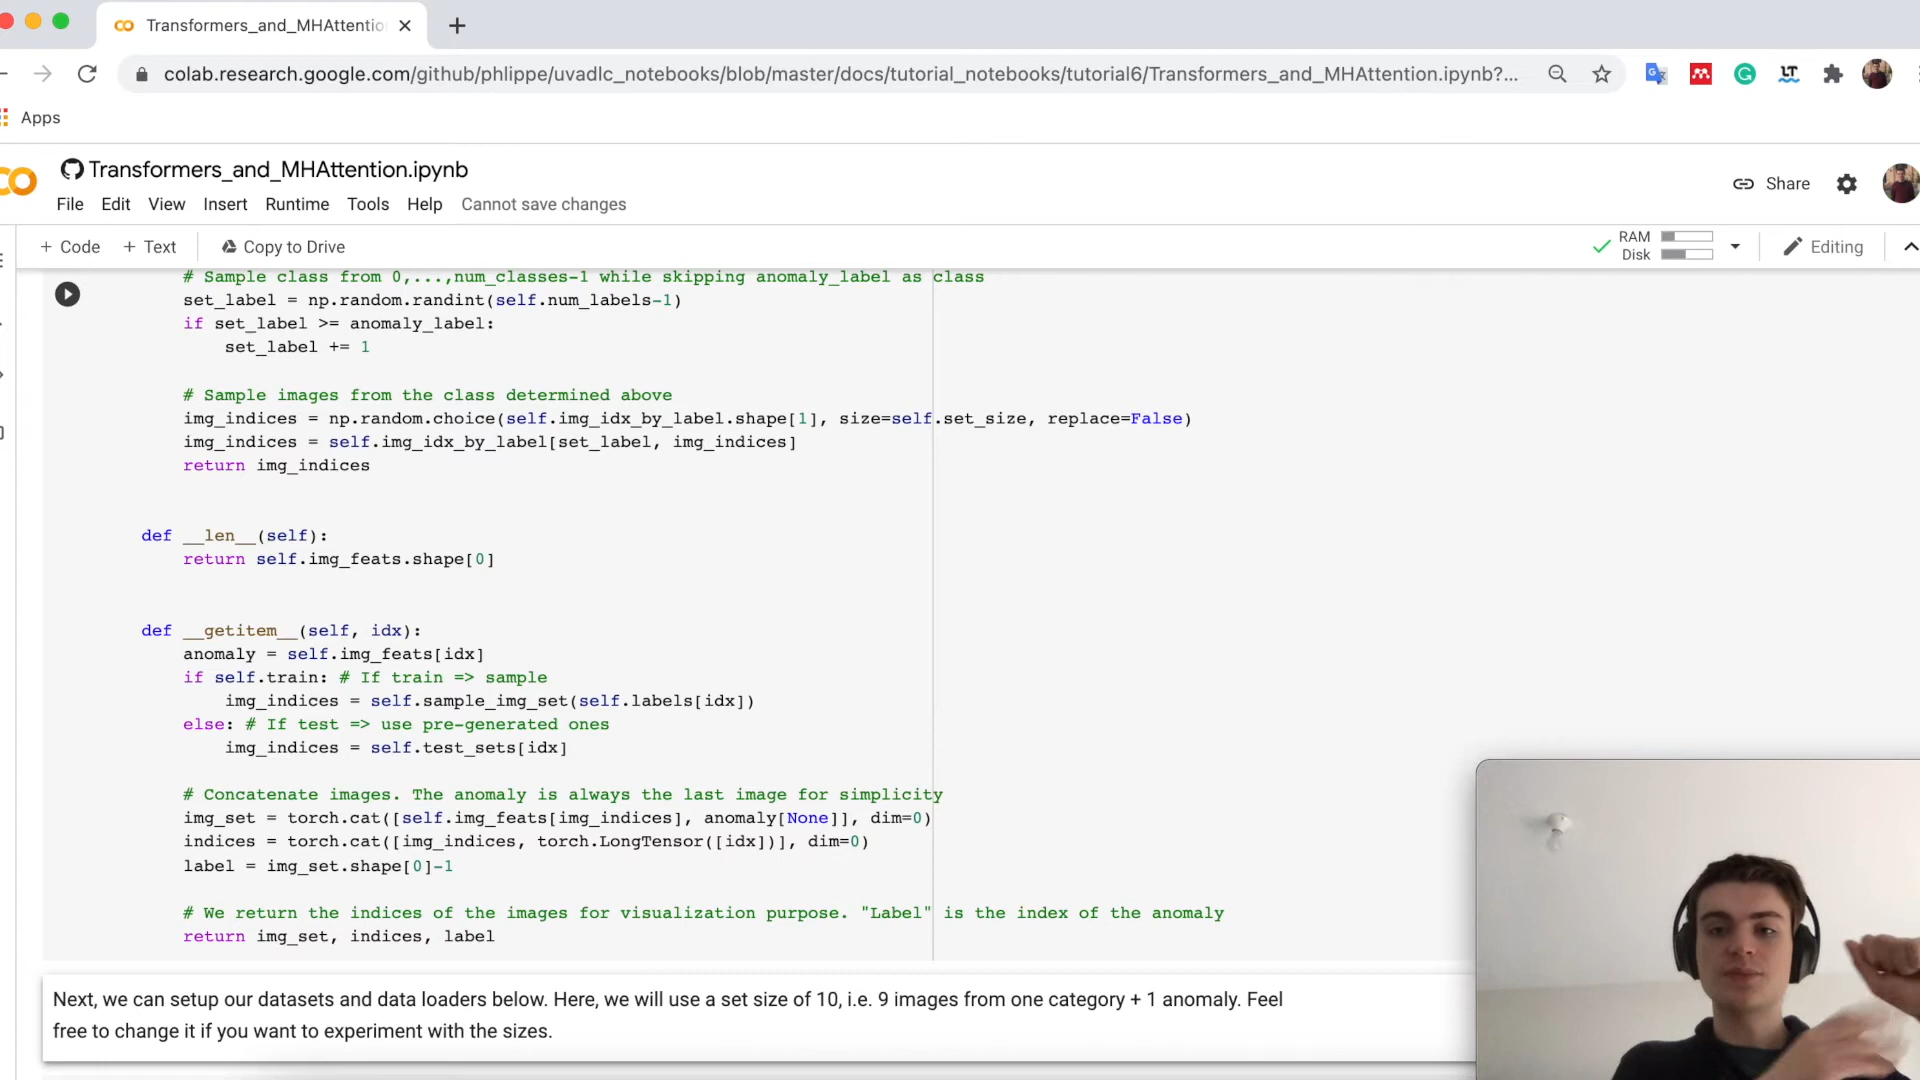 Transformers_and_MHAttentio
colab.research.google.com/github/phlippe/uvadlc_notebooks/blob/master/docs/tutorial_notebooks/tutorial6/Transformers_and_MHAttention.ipynb?...
Apps
Transformers_and_MHAttention.ipynb
Share
File Edit View Insert Runtime Tools Help Cannot save changes
+ Code + Text Copy to Drive
RAM
Disk
Editing
# Sample class from 0,...,num_classes-1 while skipping anomaly_label as class
set_label = np.random.randint(self.num_labels-1)
if set_label >= anomaly_label:
set_label += 1
# Sample images from the class determined above
img_indices = np.random.choice(self.img_idx_by_label.shape[1], size=self.set_size, replace=False)
img_indices = self.img_idx_by_label[set_label, img_indices]
return img_indices
def __len__(self):
return self.img_feats.shape[0]
def __getitem__(self, idx):
anomaly = self.img_feats[idx]
if self.train: # If train => sample
img_indices = self.sample_img_set(self.labels[idx])
else: # If test => use pre-generated ones
img_indices = self.test_sets[idx]
# Concatenate images. The anomaly is always the last image for simplicity
img_set = torch.cat([self.img_feats[img_indices], anomaly[None]], dim=0)
indices = torch.cat([img_indices, torch.LongTensor([idx])], dim=0)
label = img_set.shape[0]-1
# We return the indices of the images for visualization purpose. "Label" is the index of the anomaly
return img_set, indices, label
Next, we can setup our datasets and data loaders below. Here, we will use a set size of 10, i.e. 9 images from one category + 1 anomaly. Feel
free to change it if you want to experiment with the sizes.